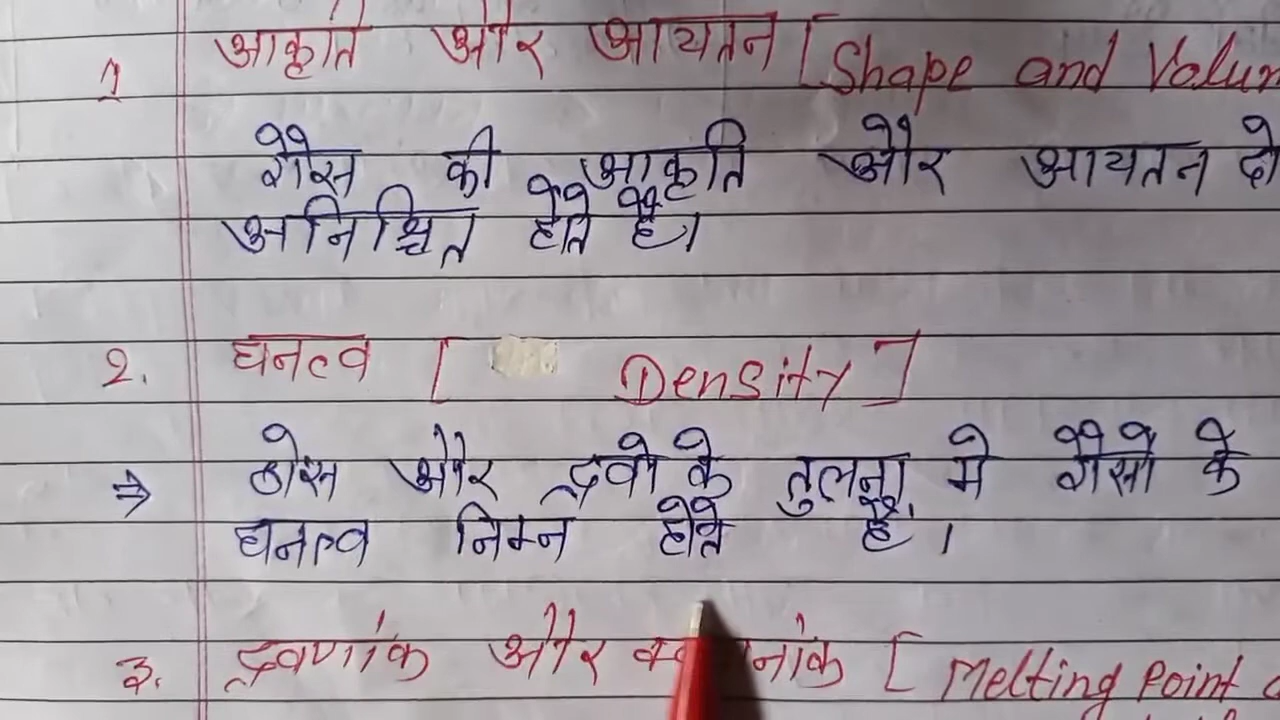 1 आकृति और आयतन [Shape and Volum
गैस की आकृति और आयतन दो
अनिश्चित होते है।
2. घनत्व [ Density]
⇒ ठोस और द्रवो के तुलना मे गैसो के
घनत्व निम्न होते है।
3. द्रवणांक और [ Melting Point